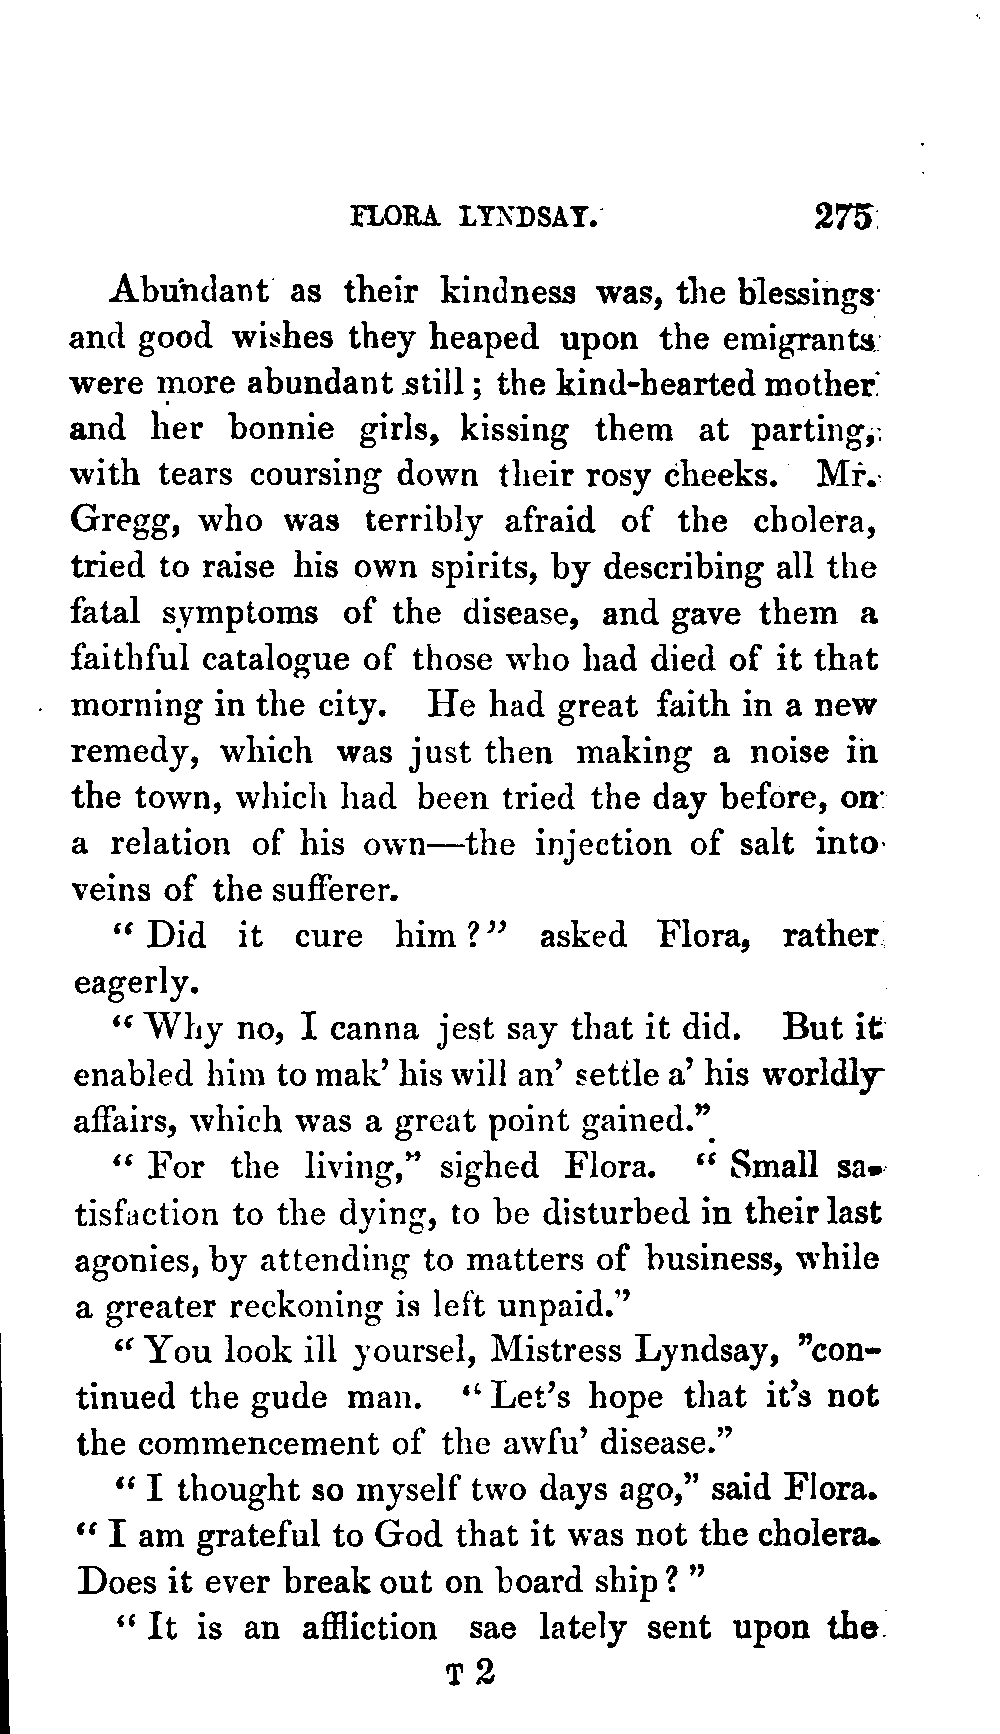 FLORA LYNDSAY. 275
Abundant as their kindness was, the blessings
and good wishes they heaped upon the emigrants
were more abundant still; the kind-hearted mother
and her bonnie girls, kissing them at parting,
with tears coursing down their rosy cheeks. Mr.
Gregg, who was terribly afraid of the cholera,
tried to raise his own spirits, by describing all the
fatal symptoms of the disease, and gave them a
faithful catalogue of those who had died of it that
morning in the city. He had great faith in a new
remedy, which was just then making a noise in
the town, which had been tried the day before, on
a relation of his own—the injection of salt into
veins of the sufferer.
"Did it cure him?" asked Flora, rather
eagerly.
"Why no, I canna jest say that it did. But it
enabled him to mak' his will an' settle a' his worldly
affairs, which was a great point gained."
"For the living," sighed Flora. "Small sa-
tisfaction to the dying, to be disturbed in their last
agonies, by attending to matters of business, while
a greater reckoning is left unpaid."
"You look ill yoursel, Mistress Lyndsay, "con-
tinued the gude man. "Let's hope that it's not
the commencement of the awfu' disease."
"I thought so myself two days ago," said Flora.
"I am grateful to God that it was not the cholera.
Does it ever break out on board ship?"
"It is an affliction sae lately sent upon the
T 2